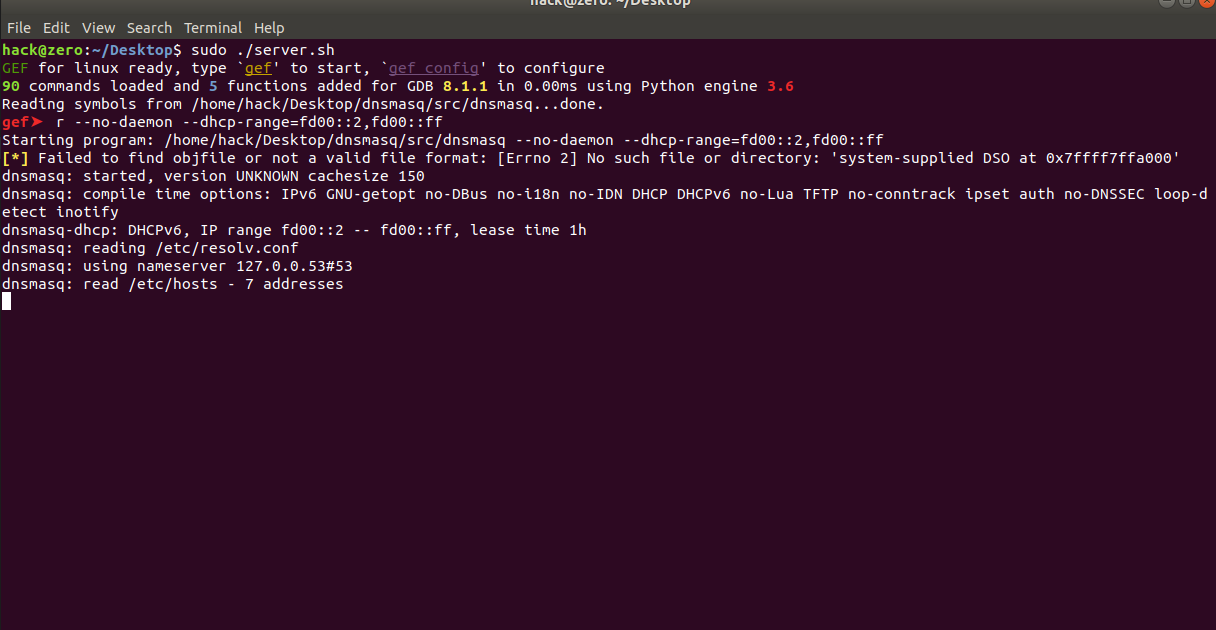 hack@zero: ~/Desktop
File Edit View Search Terminal Help
hack@zero:~/Desktop$ sudo ./server.sh
GEF for linux ready, type `gef' to start, `gef config' to configure
90 commands loaded and 5 functions added for GDB 8.1.1 in 0.00ms using Python engine 3.6
Reading symbols from /home/hack/Desktop/dnsmasq/src/dnsmasq...done.
gef➤  r --no-daemon --dhcp-range=fd00::2,fd00::ff
Starting program: /home/hack/Desktop/dnsmasq/src/dnsmasq --no-daemon --dhcp-range=fd00::2,fd00::ff
[*] Failed to find objfile or not a valid file format: [Errno 2] No such file or directory: 'system-supplied DSO at 0x7ffff7ffa000'
dnsmasq: started, version UNKNOWN cachesize 150
dnsmasq: compile time options: IPv6 GNU-getopt no-DBus no-i18n no-IDN DHCP DHCPv6 no-Lua TFTP no-conntrack ipset auth no-DNSSEC loop-d
etect inotify
dnsmasq-dhcp: DHCPv6, IP range fd00::2 -- fd00::ff, lease time 1h
dnsmasq: reading /etc/resolv.conf
dnsmasq: using nameserver 127.0.0.53#53
dnsmasq: read /etc/hosts - 7 addresses